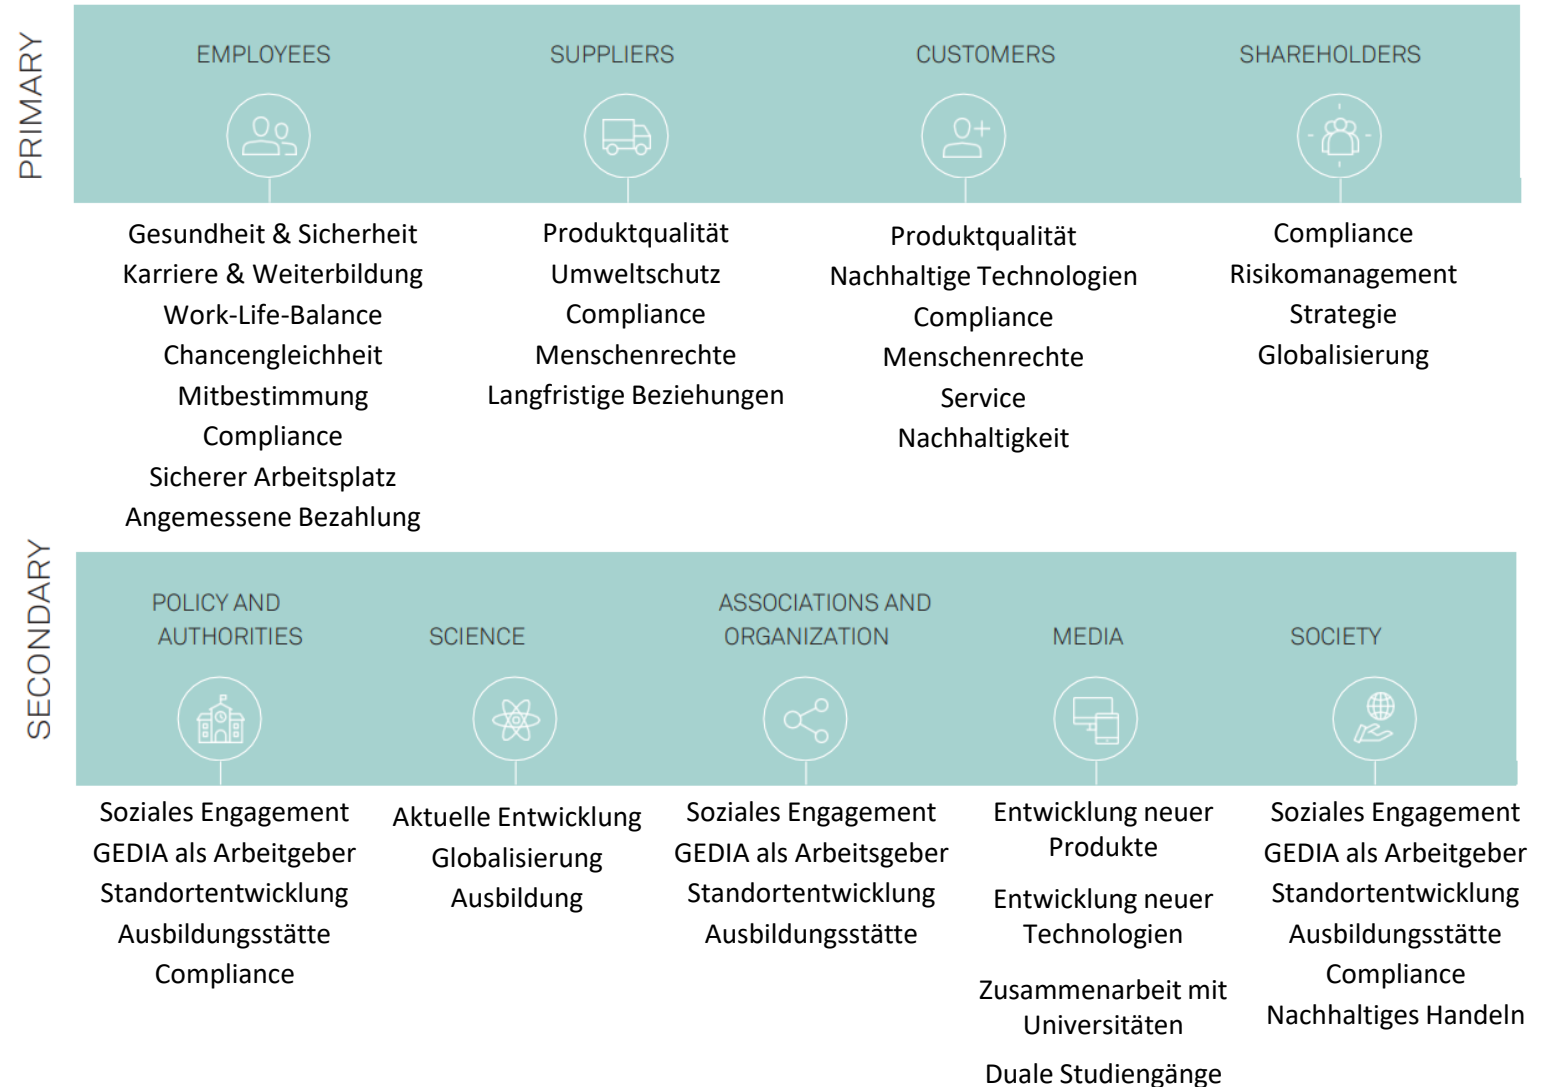 PRIMARY
EMPLOYEES
Gesundheit & Sicherheit
Karriere & Weiterbildung
Work-Life-Balance
Chancengleichheit
Mitbestimmung
Compliance
Sicherer Arbeitsplatz
Angemessene Bezahlung
SUPPLIERS
Produktqualität
Umweltschutz
Compliance
Menschenrechte
Langfristige Beziehungen
CUSTOMERS
Produktqualität
Nachhaltige Technologien
Compliance
Menschenrechte
Service
Nachhaltigkeit
SHAREHOLDERS
Compliance
Risikomanagement
Strategie
Globalisierung
SECONDARY
POLICY AND
AUTHORITIES
Soziales Engagement
GEDIA als Arbeitgeber
Standortentwicklung
Ausbildungsstätte
Compliance
SCIENCE
Aktuelle Entwicklung
Globalisierung
Ausbildung
ASSOCIATIONS AND
ORGANIZATION
Soziales Engagement
GEDIA als Arbeitsgeber
Standortentwicklung
Ausbildungsstätte
MEDIA
Entwicklung neuer
Produkte
Entwicklung neuer
Technologien
Zusammenarbeit mit
Universitäten
Duale Studiengänge
SOCIETY
Soziales Engagement
GEDIA als Arbeitgeber
Standortentwicklung
Ausbildungsstätte
Compliance
Nachhaltiges Handeln